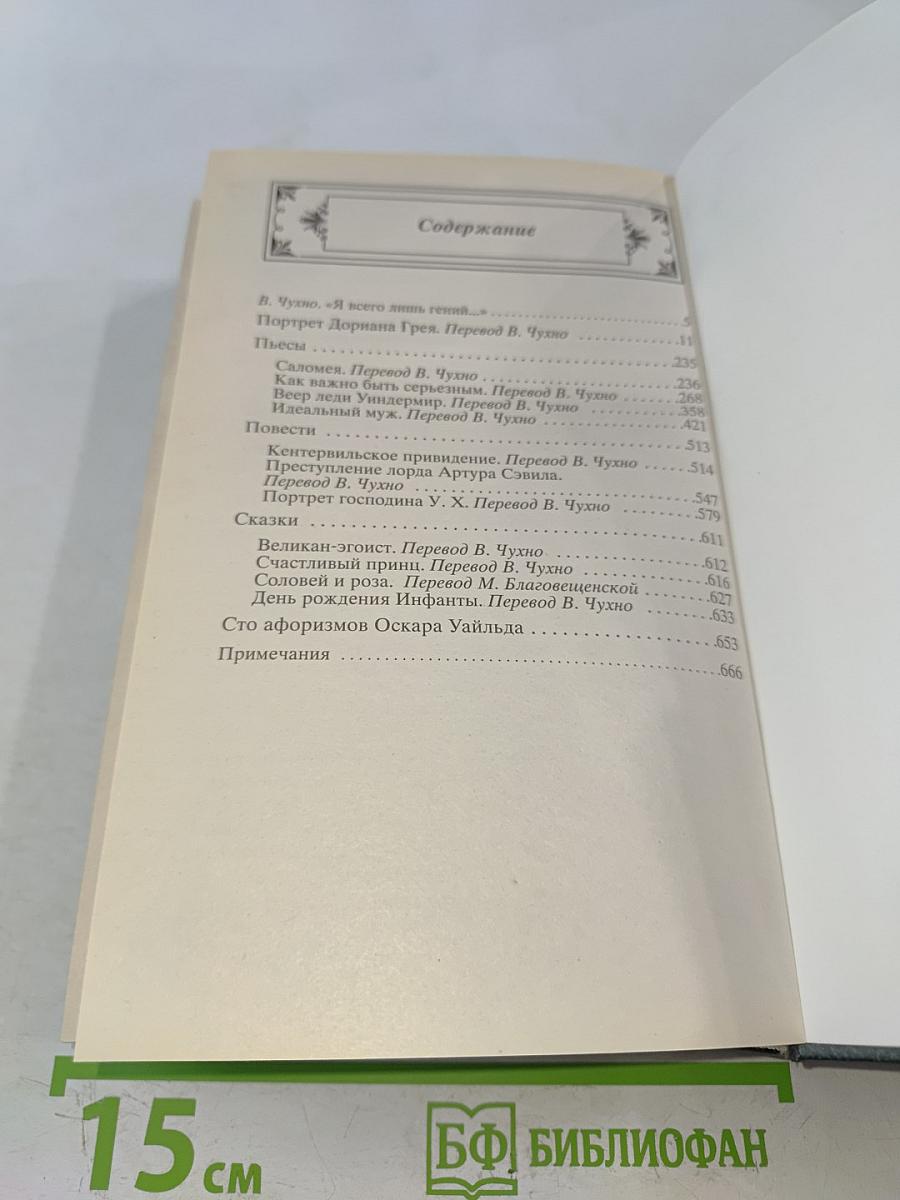 Содержание
В. Чухно. «Я всего лишь гений...» 5
Портрет Дориана Грея. Перевод В. Чухно 11
Пьесы 235
Саломея. Перевод В. Чухно 236
Как важно быть серьезным. Перевод В. Чухно 268
Веер леди Уиндермир. Перевод В. Чухно 358
Идеальный муж. Перевод В. Чухно 421
Повести 513
Кентервильское привидение. Перевод В. Чухно 514
Преступление лорда Артура Сэвила.
Перевод В. Чухно 547
Портрет господина У. Х. Перевод В. Чухно 579
Сказки 611
Великан-эгоист. Перевод В. Чухно 612
Счастливый принц. Перевод В. Чухно 616
Соловей и роза. Перевод М. Благовещенской 627
День рождения Инфанты. Перевод В. Чухно 633
Сто афоризмов Оскара Уайльда 653
Примечания 666
15 см
БФ БИБЛИОФАН